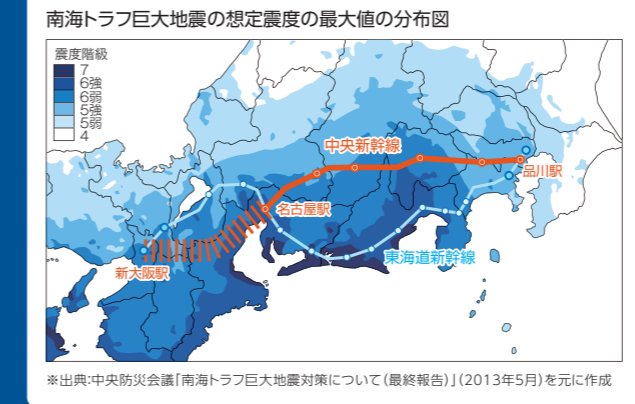 南海トラフ巨大地震の想定震度の最大値の分布図
震度階級
7
6強
6弱
5強
5弱
4
中央新幹線
品川駅
名古屋駅
東海道新幹線
新大阪駅
※出典:中央防災会議「南海トラフ巨大地震対策について(最終報告)」(2013年5月)を元に作成